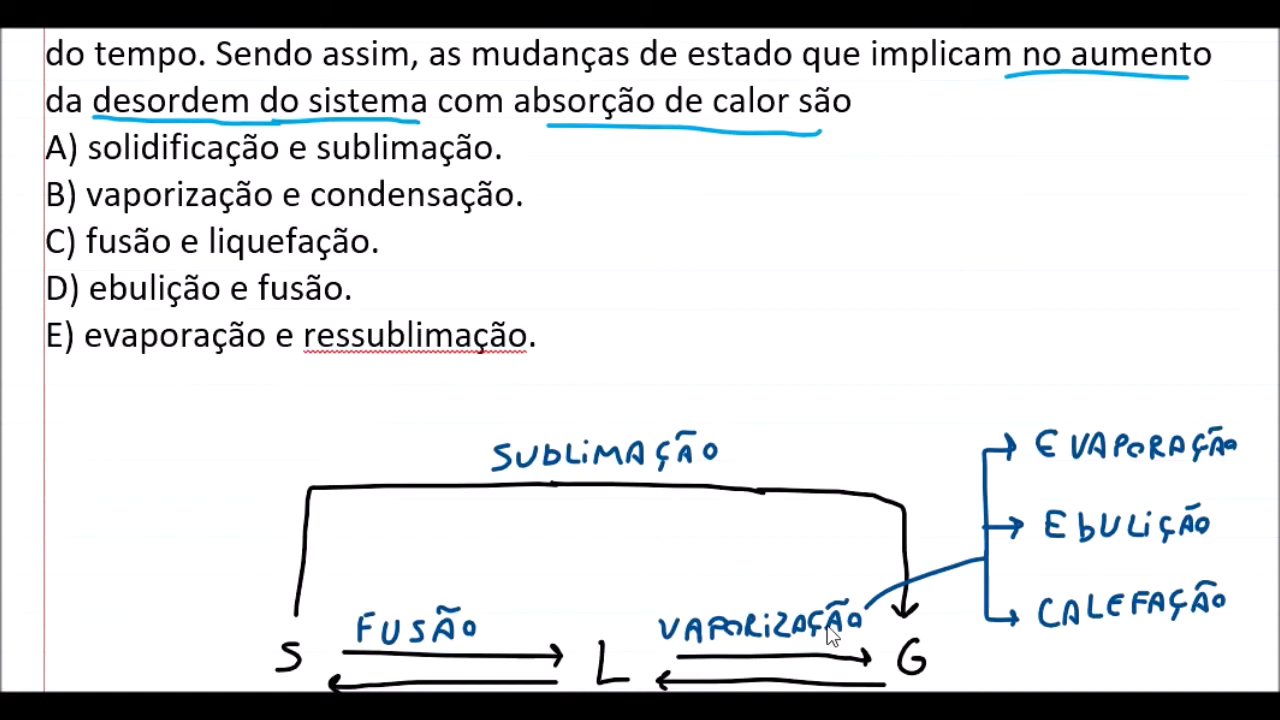 do tempo. Sendo assim, as mudanças de estado que implicam no aumento
da desordem do sistema com absorção de calor são
A) solidificação e sublimação.
B) vaporização e condensação.
C) fusão e liquefação.
D) ebulição e fusão.
E) evaporação e ressublimação.
SUBLIMAÇÃO
EVAPORAÇÃO
EBULIÇÃO
CALEFAÇÃO
FUSÃO
VAPORIZAÇÃO
S
L
G